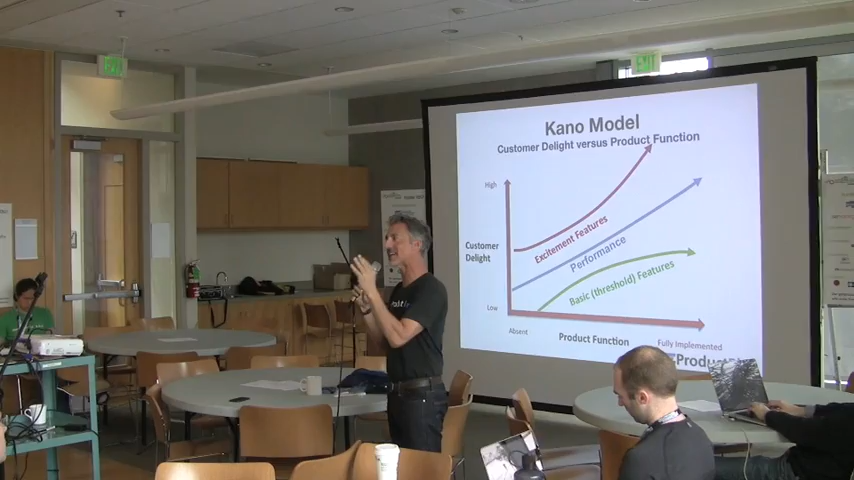 EXIT
EXIT
Kano Model
Customer Delight versus Product Function
High
Customer
Delight
Excitement Features
Performance
Basic (threshold) Features
Low
Absent
Product Function
Fully Implemented